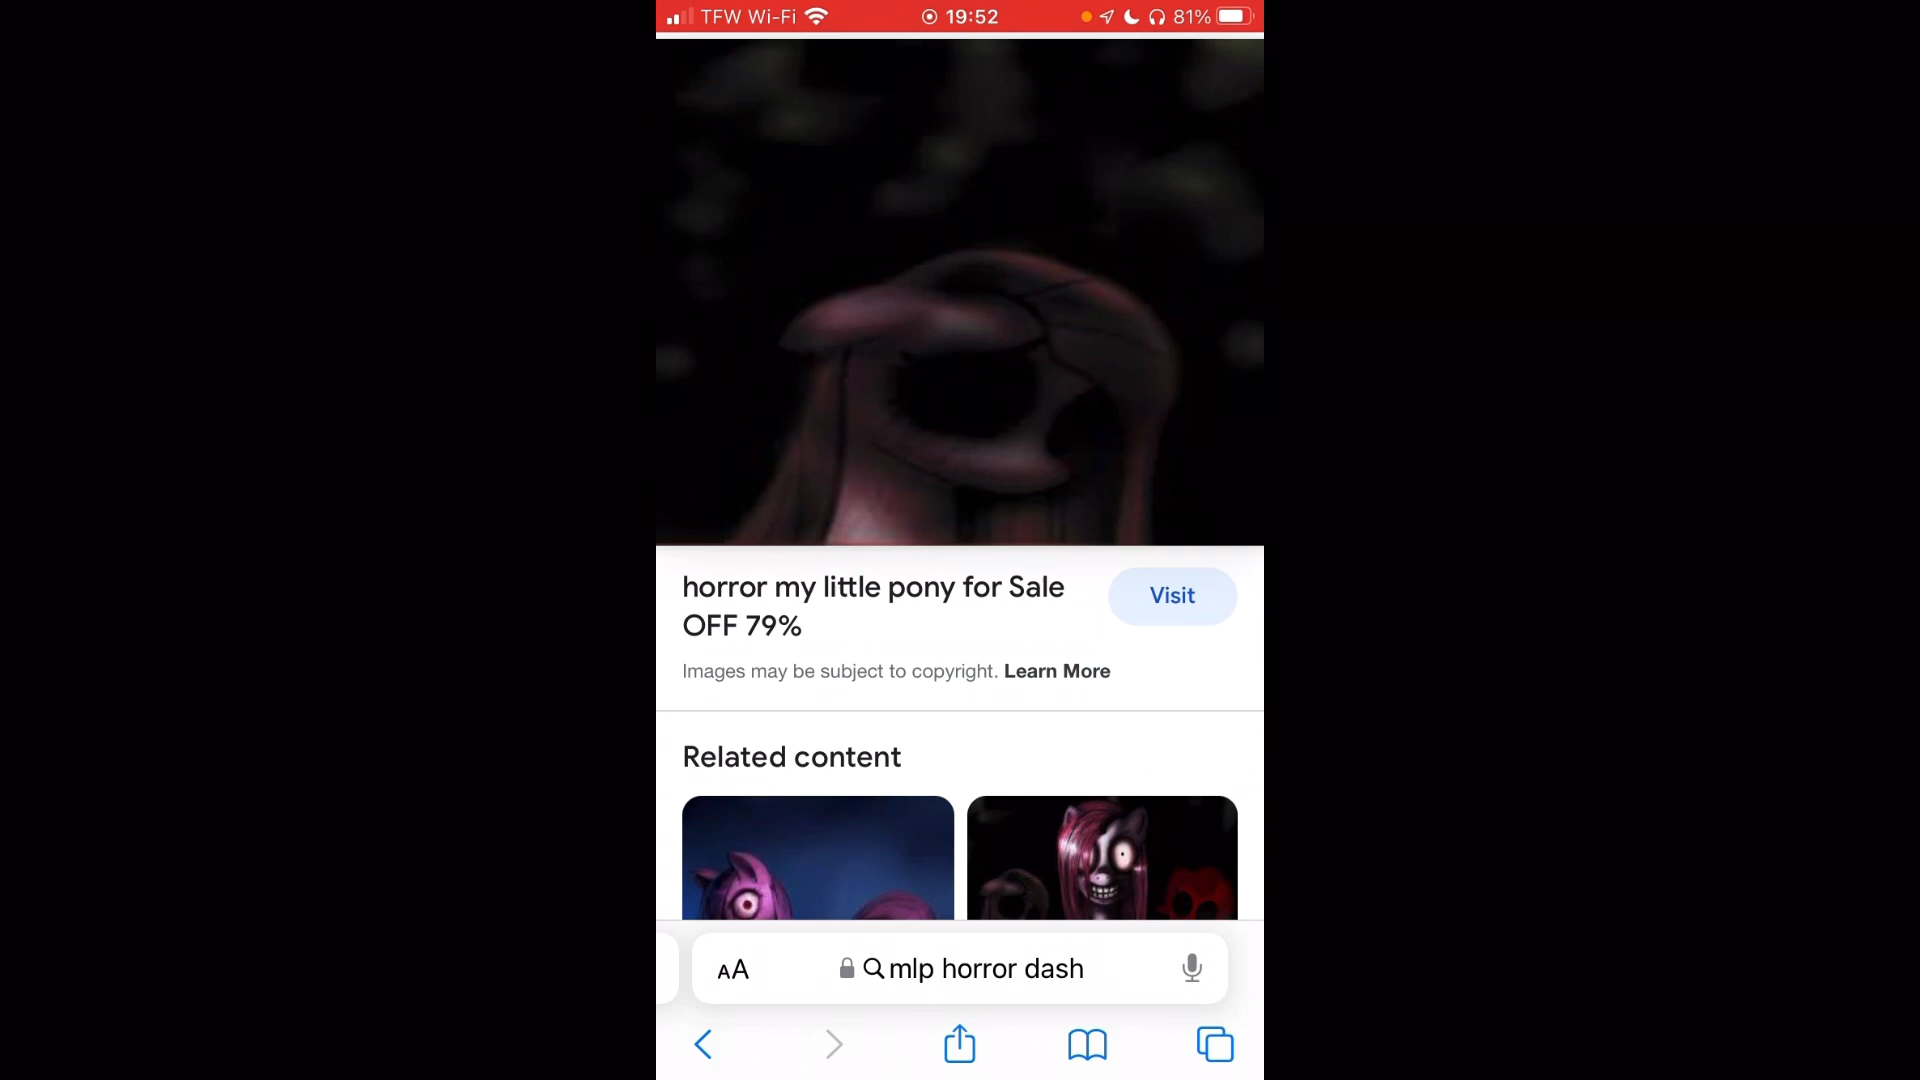 TFW Wi-Fi 19:52 81%
horror my little pony for Sale
OFF 79%
Visit
Images may be subject to copyright. Learn More
Related content
AA mlp horror dash